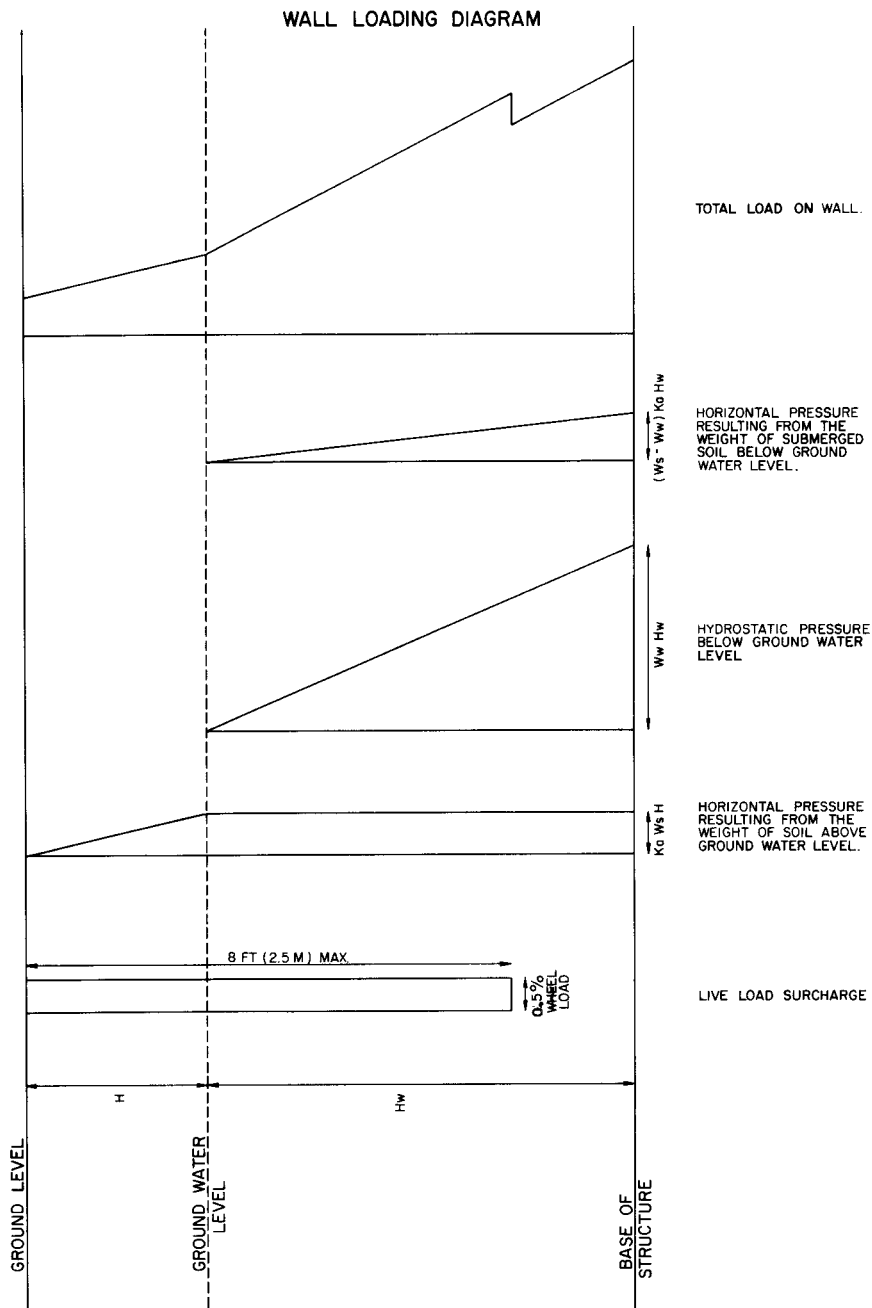 WALL LOADING DIAGRAM
TOTAL LOAD ON WALL.
(Ws - Ww) Ka Hw
HORIZONTAL PRESSURE
RESULTING FROM THE
WEIGHT OF SUBMERGED
SOIL BELOW GROUND
WATER LEVEL.
Ww Hw
HYDROSTATIC PRESSURE
BELOW GROUND WATER
LEVEL
Ka Ws H
HORIZONTAL PRESSURE
RESULTING FROM THE
WEIGHT OF SOIL ABOVE
GROUND WATER LEVEL.
8 FT (2.5 M) MAX.
0.5%
WHEEL
LOAD
LIVE LOAD SURCHARGE
H
Hw
GROUND LEVEL
GROUND WATER
LEVEL
BASE OF
STRUCTURE